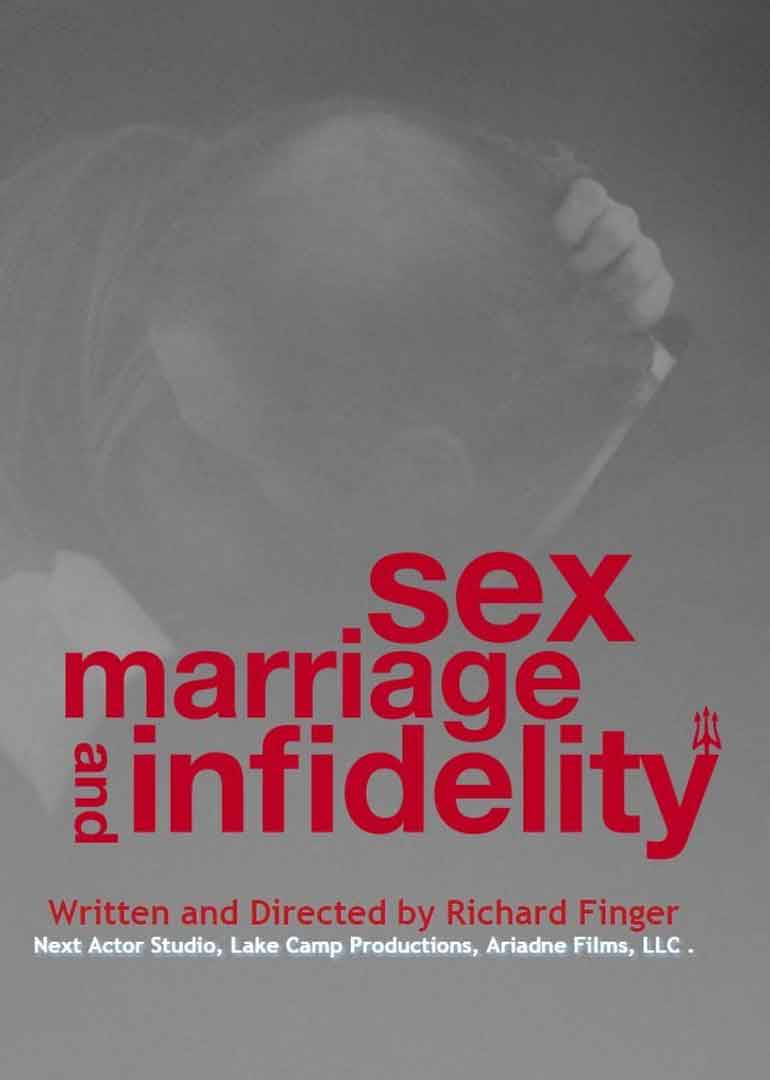 sex
marriage
and infidelity
Written and Directed by Richard Finger
Next Actor Studio, Lake Camp Productions, Ariadne Films, LLC .